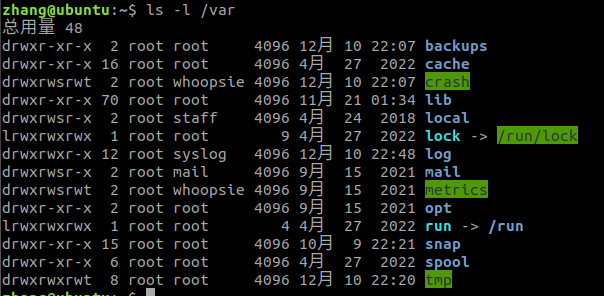 zhang@ubuntu:~$ ls -l /var
总用量 48
drwxr-xr-x  2 root root     4096 12月 10 22:07 backups
drwxr-xr-x 16 root root     4096 4月  27  2022 cache
drwxrwsrwt  2 root whoopsie 4096 12月 10 22:07 crash
drwxr-xr-x 70 root root     4096 11月 21 01:34 lib
drwxrwsr-x  2 root staff    4096 4月  24  2018 local
lrwxrwxrwx  1 root root        9 4月  27  2022 lock -> /run/lock
drwxrwxr-x 12 root syslog   4096 12月 10 22:48 log
drwxrwsr-x  2 root mail     4096 9月  15  2021 mail
drwxrwsrwt  2 root whoopsie 4096 9月  15  2021 metrics
drwxr-xr-x  2 root root     4096 9月  15  2021 opt
lrwxrwxrwx  1 root root        4 4月  27  2022 run -> /run
drwxr-xr-x 15 root root     4096 10月  9 22:21 snap
drwxr-xr-x  6 root root     4096 4月  27  2022 spool
drwxrwxrwt  8 root root     4096 12月 10 22:20 tmp
zhang@ubuntu:~$